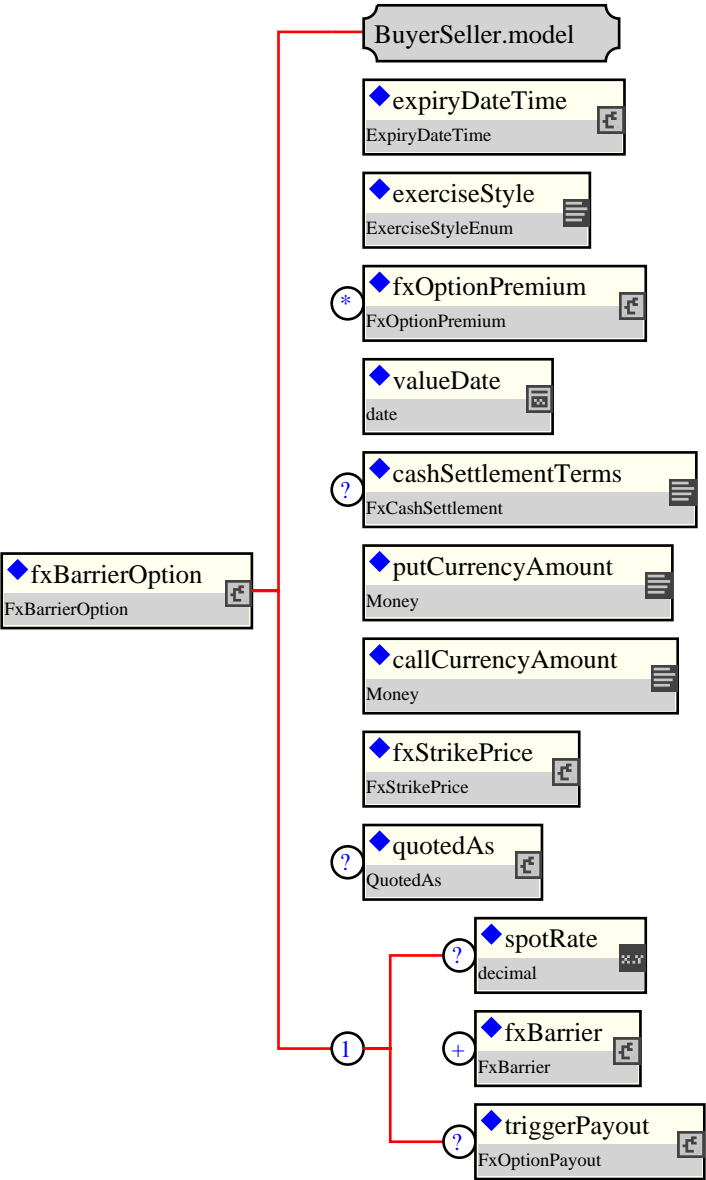 BuyerSeller.model
expiryDateTime
ExpiryDateTime
exerciseStyle
ExerciseStyleEnum
*
fxOptionPremium
FxOptionPremium
valueDate
date
?
cashSettlementTerms
FxCashSettlement
fxBarrierOption
FxBarrierOption
putCurrencyAmount
Money
callCurrencyAmount
Money
fxStrikePrice
FxStrikePrice
?
quotedAs
QuotedAs
?
spotRate
decimal
x.Y
1
+
fxBarrier
FxBarrier
?
triggerPayout
FxOptionPayout